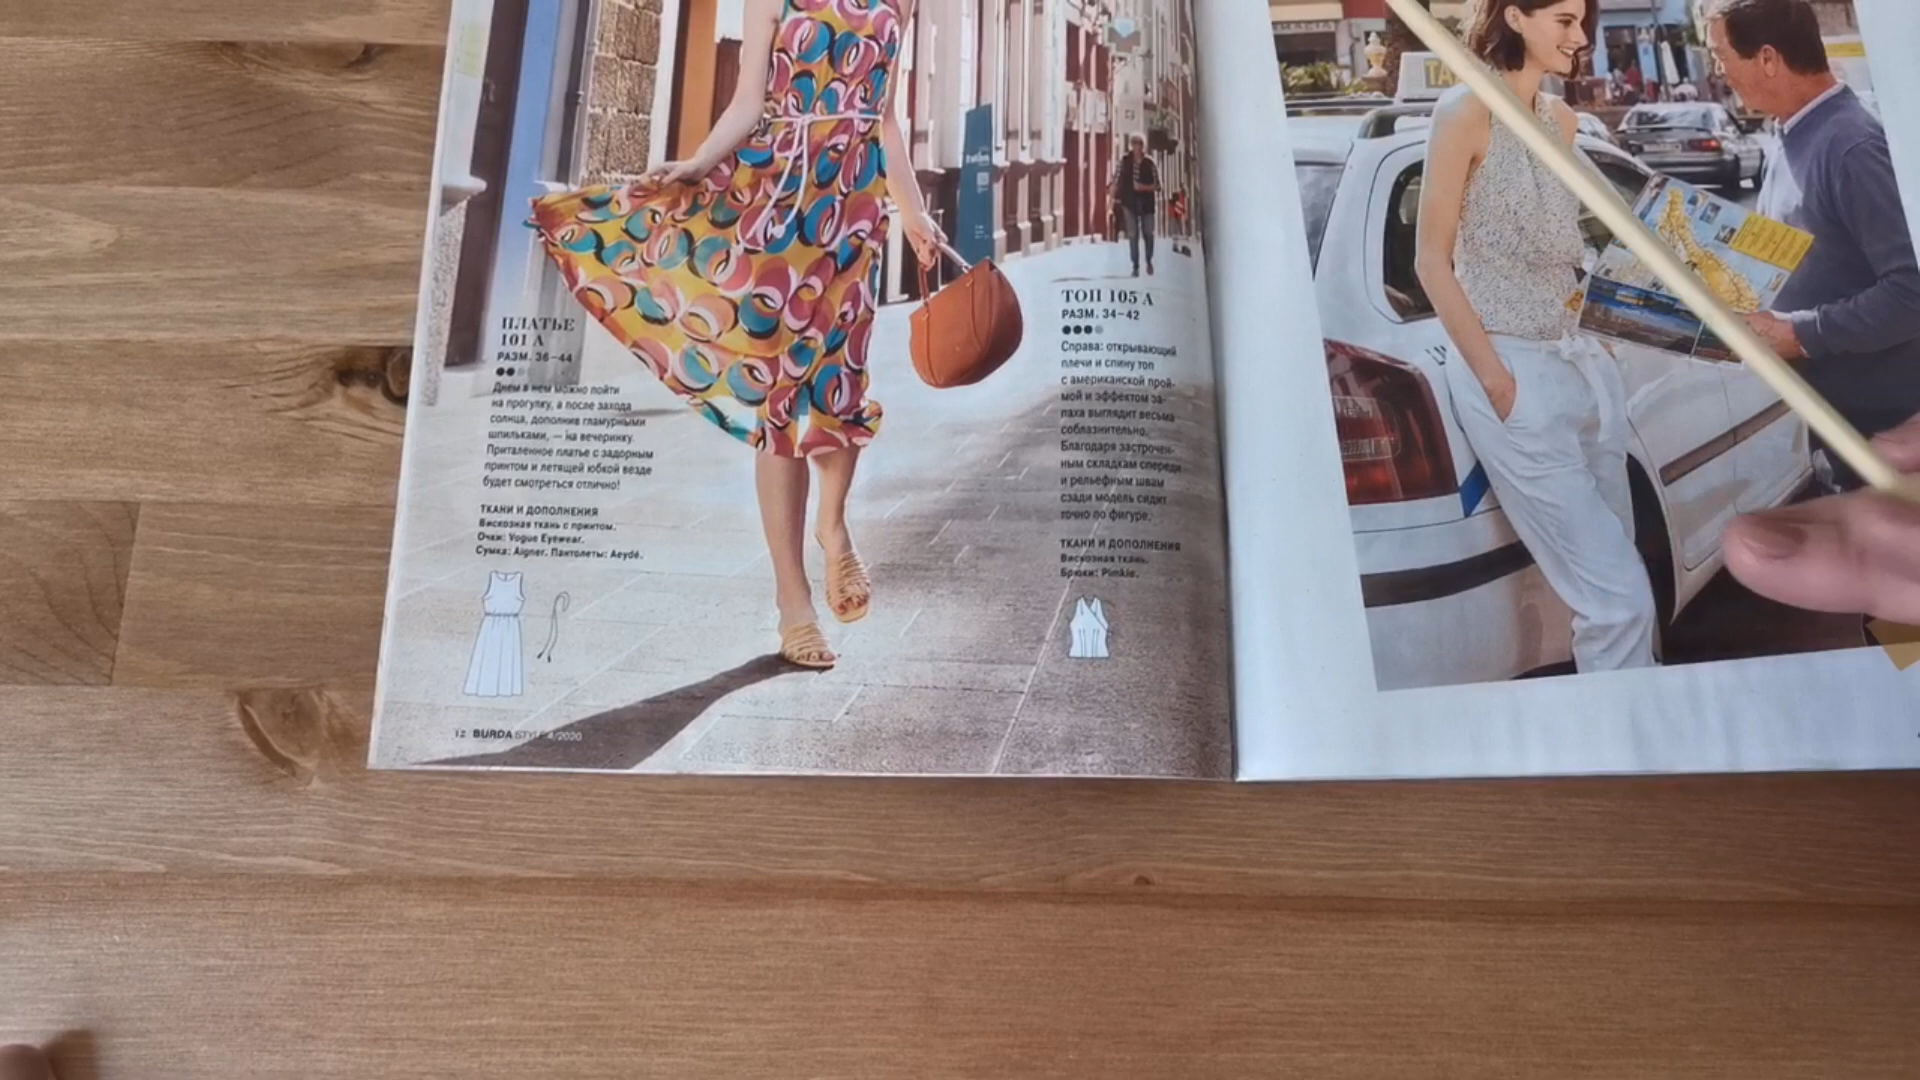 ПЛАТЬЕ
101 А
РАЗМ. 36–44
Днем в нем можно пойти
на прогулку, а после захода
солнца, дополнив гламурными
шпильками, — на вечеринку.
Приталенное платье с задорным
принтом и летящей юбкой везде
будет смотреться отлично!
ТКАНИ И ДОПОЛНЕНИЯ
Вискозная ткань с принтом.
Очки: Vogue Eyewear.
Сумка: Aigner. Пантолеты: Aeydē.
12 BURDA STYLE 4/2020
ТОП 105 А
РАЗМ. 34–42
Справа: открывающий
плечи и спину топ
с американской прой-
мой и эффектом за-
паха выглядит весьма
соблазнительно.
Благодаря застрочен-
ным складкам спереди
и рельефным швам
сзади модель сидит
точно по фигуре.
ТКАНИ И ДОПОЛНЕНИЯ
Вискозная ткань.
Брюки: Pimkie.
TA